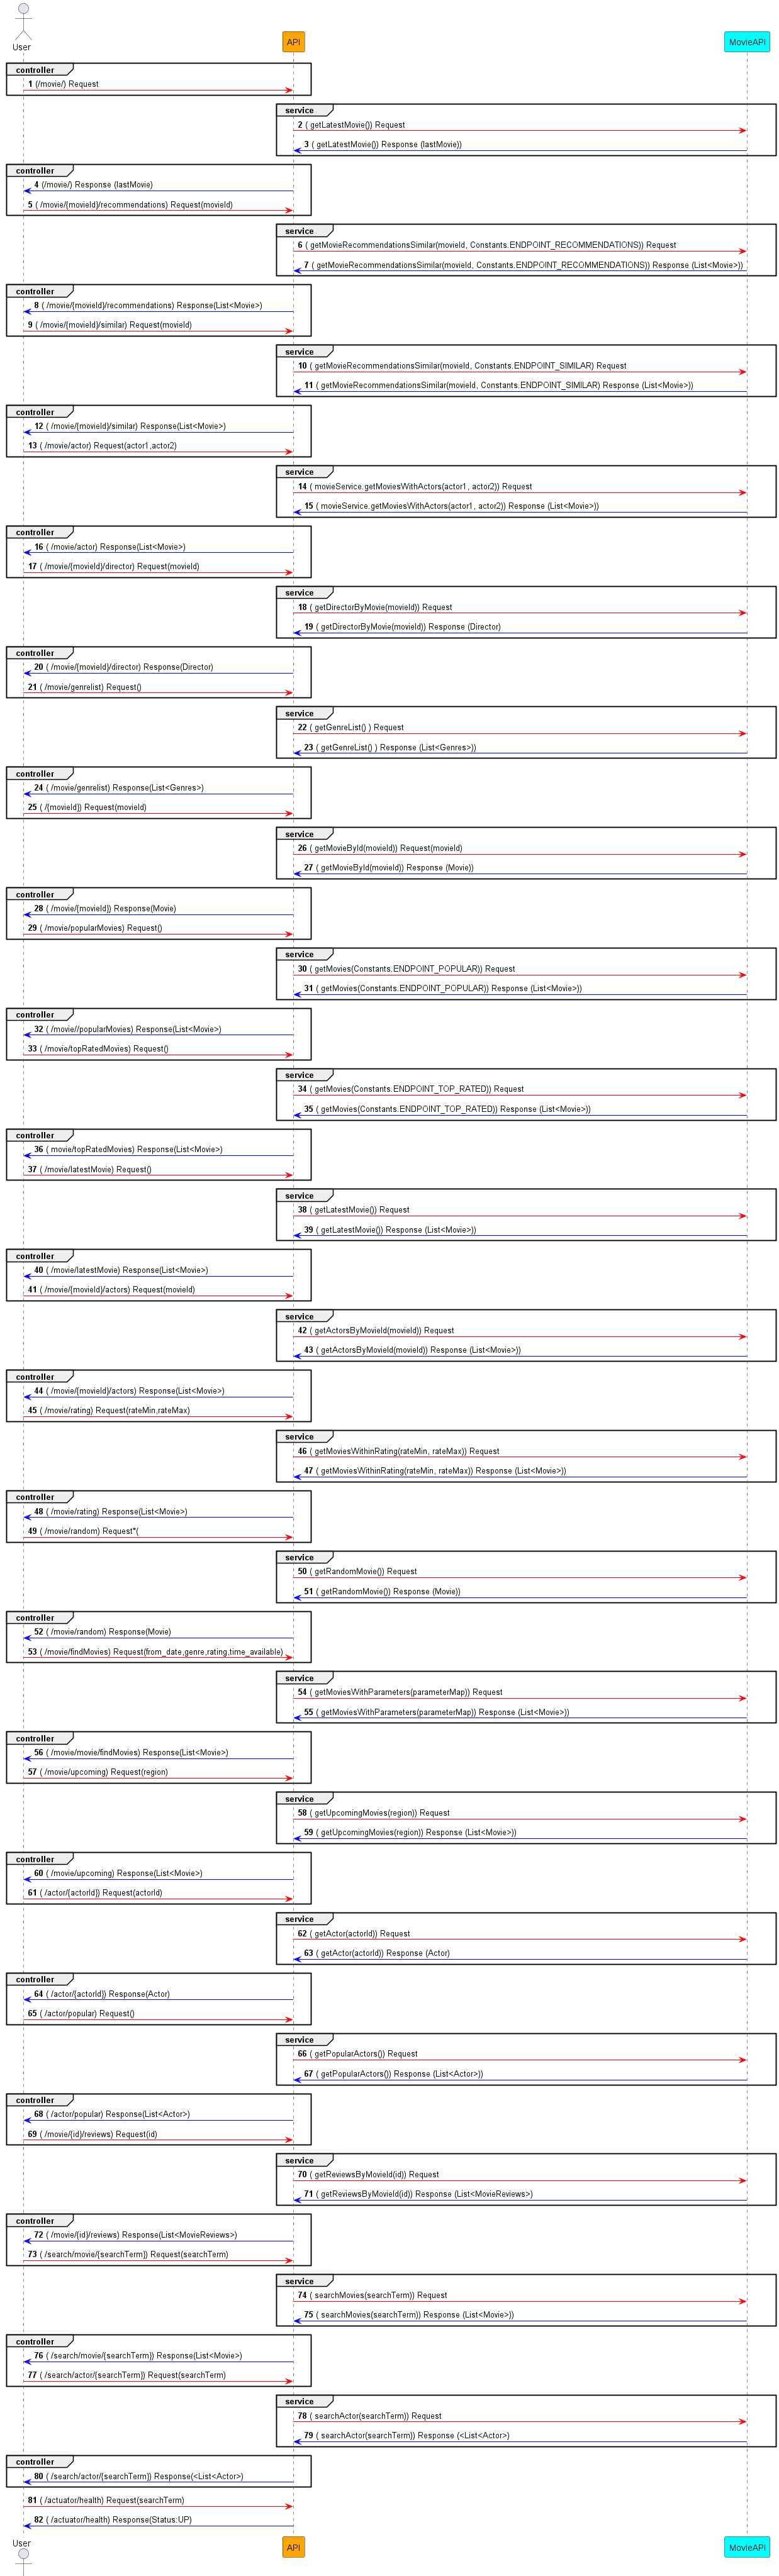 User
API
MovieAPI
controller
1 (/movie/) Request
service
2 ( getLatestMovie()) Request
3 ( getLatestMovie()) Response (lastMovie))
controller
4 (/movie/) Response (lastMovie)
5 ( /movie/{movieId}/recommendations) Request(movieId)
service
6 ( getMovieRecommendationsSimilar(movieId, Constants.ENDPOINT_RECOMMENDATIONS)) Request
7 ( getMovieRecommendationsSimilar(movieId, Constants.ENDPOINT_RECOMMENDATIONS)) Response (List<Movie>))
controller
8 ( /movie/{movieId}/recommendations) Response(List<Movie>)
9 ( /movie/{movieId}/similar) Request(movieId)
service
10 ( getMovieRecommendationsSimilar(movieId, Constants.ENDPOINT_SIMILAR) Request
11 ( getMovieRecommendationsSimilar(movieId, Constants.ENDPOINT_SIMILAR) Response (List<Movie>))
controller
12 ( /movie/{movieId}/similar) Response(List<Movie>)
13 ( /movie/actor) Request(actor1,actor2)
service
14 ( movieService.getMoviesWithActors(actor1, actor2)) Request
15 ( movieService.getMoviesWithActors(actor1, actor2)) Response (List<Movie>))
controller
16 ( /movie/actor) Response(List<Movie>)
17 ( /movie/{movieId}/director) Request(movieId)
service
18 ( getDirectorByMovie(movieId)) Request
19 ( getDirectorByMovie(movieId)) Response (Director)
controller
20 ( /movie/{movieId}/director) Response(Director)
21 ( /movie/genrelist) Request()
service
22 ( getGenreList() ) Request
23 ( getGenreList() ) Response (List<Genres>))
controller
24 ( /movie/genrelist) Response(List<Genres>)
25 ( /{movieId}) Request(movieId)
service
26 ( getMovieById(movieId)) Request(movieId)
27 ( getMovieById(movieId)) Response (Movie))
controller
28 ( /movie/{movieId}) Response(Movie)
29 ( /movie/popularMovies) Request()
service
30 ( getMovies(Constants.ENDPOINT_POPULAR)) Request
31 ( getMovies(Constants.ENDPOINT_POPULAR)) Response (List<Movie>))
controller
32 ( /movie//popularMovies) Response(List<Movie>)
33 ( /movie/topRatedMovies) Request()
service
34 ( getMovies(Constants.ENDPOINT_TOP_RATED)) Request
35 ( getMovies(Constants.ENDPOINT_TOP_RATED)) Response (List<Movie>))
controller
36 ( movie/topRatedMovies) Response(List<Movie>)
37 ( /movie/latestMovie) Request()
service
38 ( getLatestMovie()) Request
39 ( getLatestMovie()) Response (List<Movie>))
controller
40 ( /movie/latestMovie) Response(List<Movie>)
41 ( /movie/{movieId}/actors) Request(movieId)
service
42 ( getActorsByMovieId(movieId)) Request
43 ( getActorsByMovieId(movieId)) Response (List<Movie>))
controller
44 ( /movie/{movieId}/actors) Response(List<Movie>)
45 ( /movie/rating) Request(rateMin,rateMax)
service
46 ( getMoviesWithinRating(rateMin, rateMax)) Request
47 ( getMoviesWithinRating(rateMin, rateMax)) Response (List<Movie>))
controller
48 ( /movie/rating) Response(List<Movie>)
49 ( /movie/random) Request*(
service
50 ( getRandomMovie()) Request
51 ( getRandomMovie()) Response (Movie))
controller
52 ( /movie/random) Response(Movie)
53 ( /movie/findMovies) Request(from_date,genre,rating,time_available)
service
54 ( getMoviesWithParameters(parameterMap)) Request
55 ( getMoviesWithParameters(parameterMap)) Response (List<Movie>))
controller
56 ( /movie/movie/findMovies) Response(List<Movie>)
57 ( /movie/upcoming) Request(region)
service
58 ( getUpcomingMovies(region)) Request
59 ( getUpcomingMovies(region)) Response (List<Movie>))
controller
60 ( /movie/upcoming) Response(List<Movie>)
61 ( /actor/{actorId}) Request(actorId)
service
62 ( getActor(actorId)) Request
63 ( getActor(actorId)) Response (Actor)
controller
64 ( /actor/{actorId}) Response(Actor)
65 ( /actor/popular) Request()
service
66 ( getPopularActors()) Request
67 ( getPopularActors()) Response (List<Actor>))
controller
68 ( /actor/popular) Response(List<Actor>)
69 ( /movie/{id}/reviews) Request(id)
service
70 ( getReviewsByMovieId(id)) Request
71 ( getReviewsByMovieId(id)) Response (List<MovieReviews>)
controller
72 ( /movie/{id}/reviews) Response(List<MovieReviews>)
73 ( /search/movie/{searchTerm}) Request(searchTerm)
service
74 ( searchMovies(searchTerm)) Request
75 ( searchMovies(searchTerm)) Response (List<Movie>))
controller
76 ( /search/movie/{searchTerm}) Response(List<Movie>)
77 ( /search/actor/{searchTerm}) Request(searchTerm)
service
78 ( searchActor(searchTerm)) Request
79 ( searchActor(searchTerm)) Response (<List<Actor>)
controller
80 ( /search/actor/{searchTerm}) Response(<List<Actor>)
81 ( /actuator/health) Request(searchTerm)
82 ( /actuator/health) Response(Status:UP)
User
API
MovieAPI